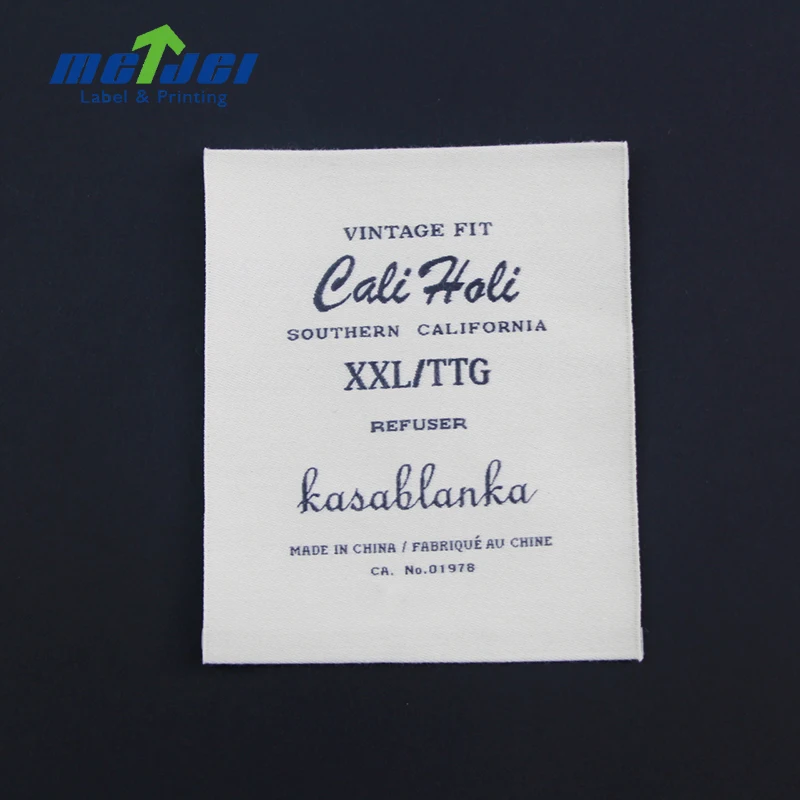 meijei
Label & Printing
VINTAGE FIT
Cali Holi
SOUTHERN CALIFORNIA
XXL/TTG
REFUSER
kasablanka
MADE IN CHINA / FABRIQUÉ AU CHINE
CA. No.01978